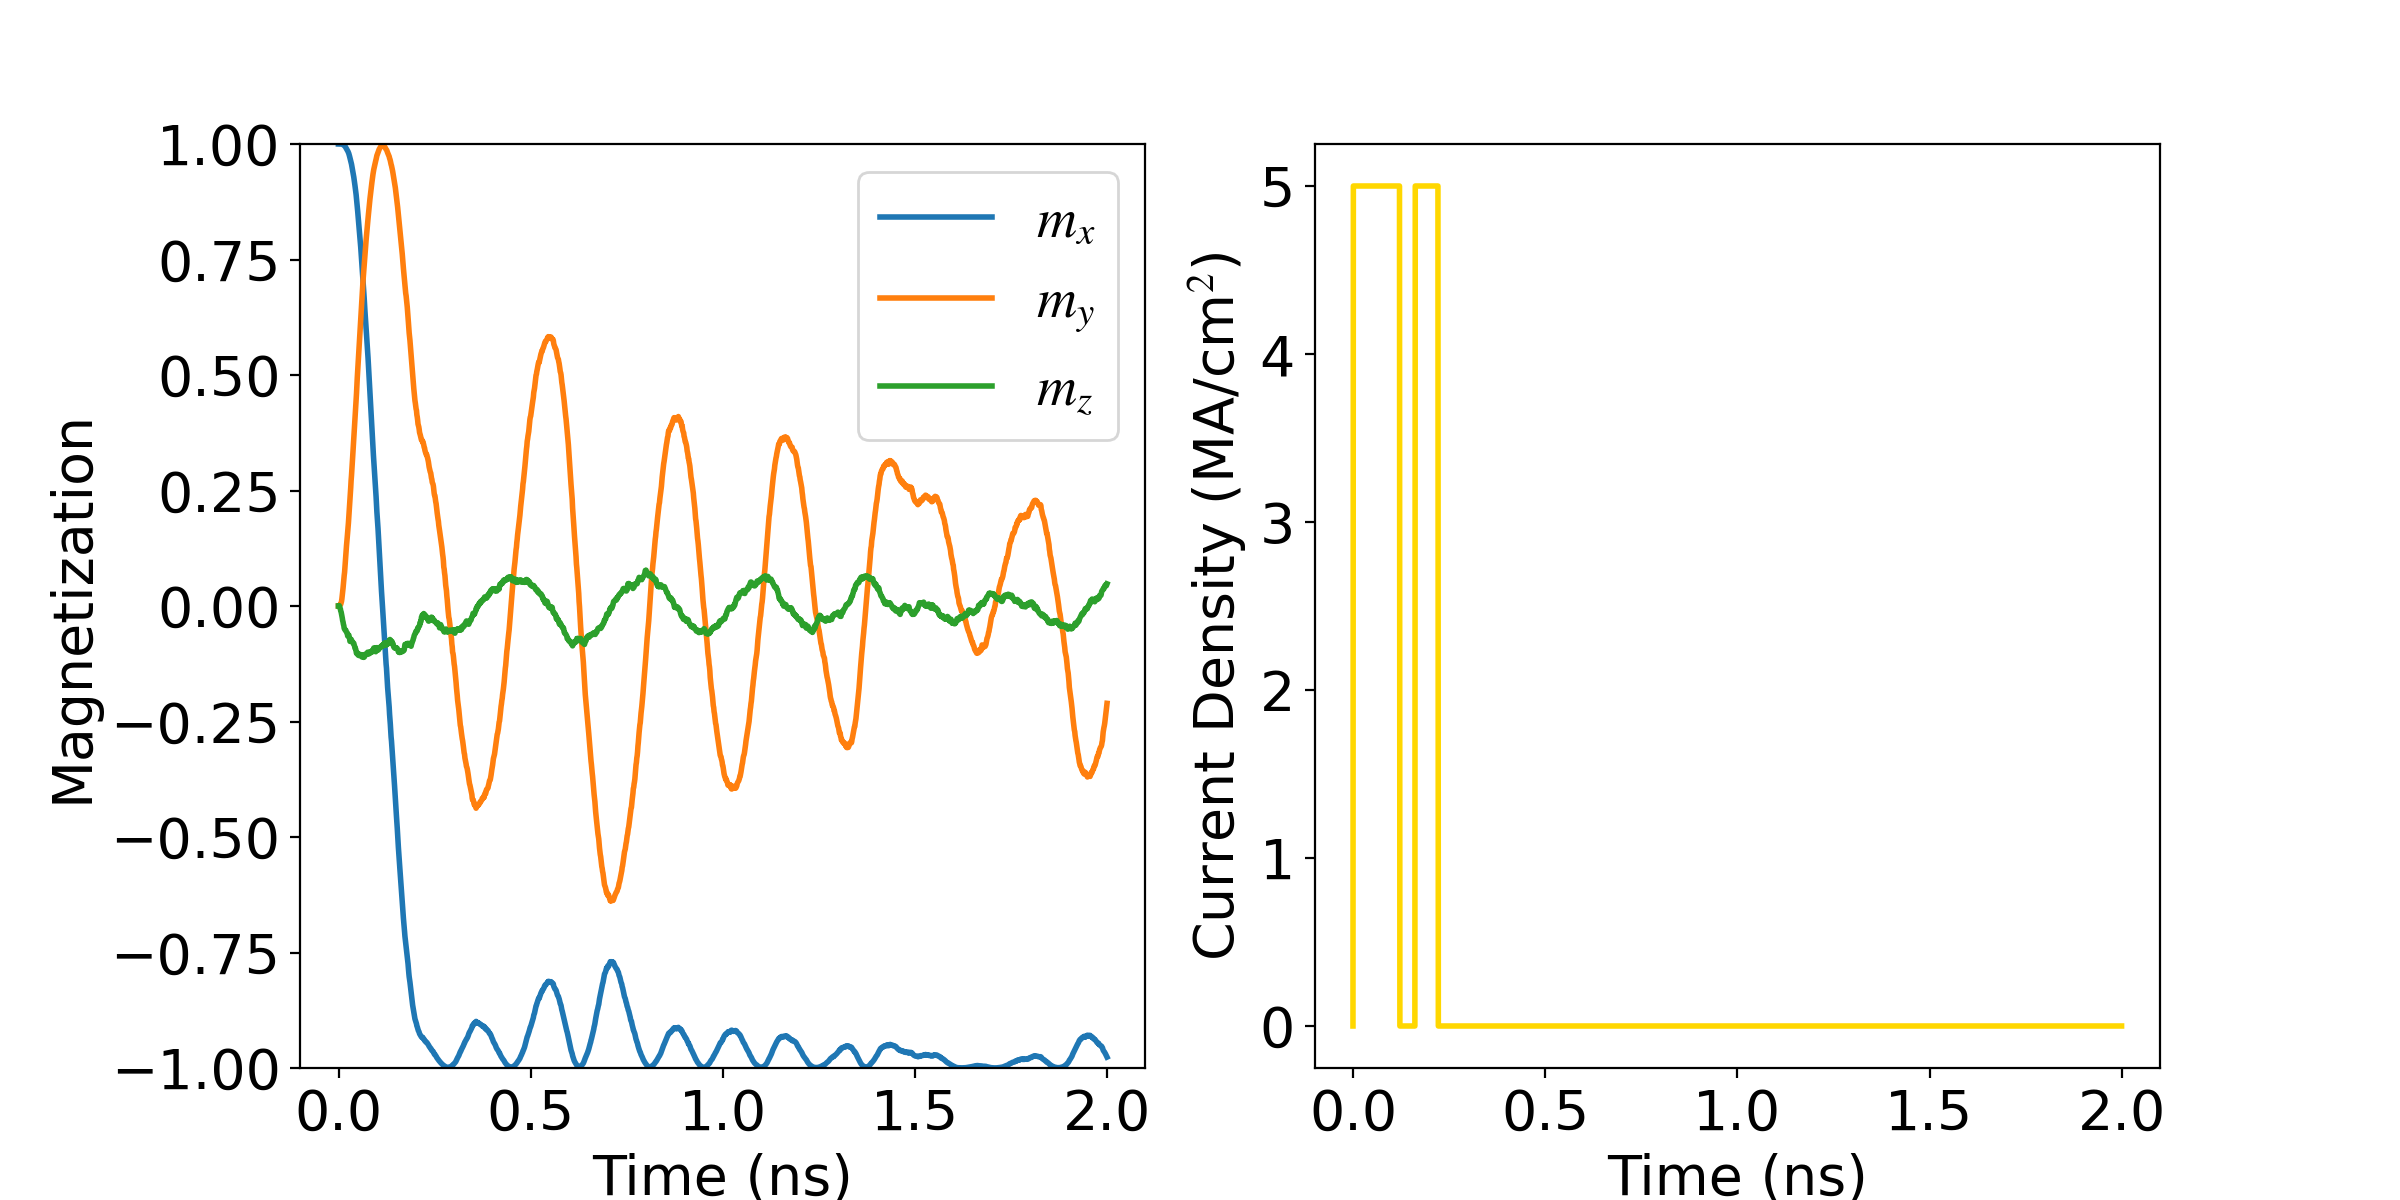 1.00
0.75
0.50
0.25
0.00
−0.25
−0.50
−0.75
−1.00
Magnetization
0.0 0.5 1.0 1.5 2.0
Time (ns)
m_x
m_y
m_z
5
4
3
2
1
0
Current Density (MA/cm²)
0.0 0.5 1.0 1.5 2.0
Time (ns)